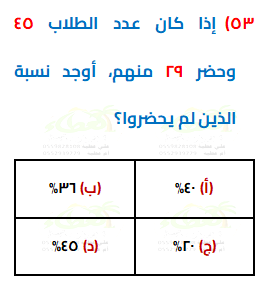 ٥٣) إذا كان عدد الطلاب ٤٥
وحضر ٢٩ منهم، أوجد نسبة
الذين لم يحضروا؟
(أ) ٤٠%
(ب) ٣٦%
(ج) ٢٠%
(د) ٤٥%